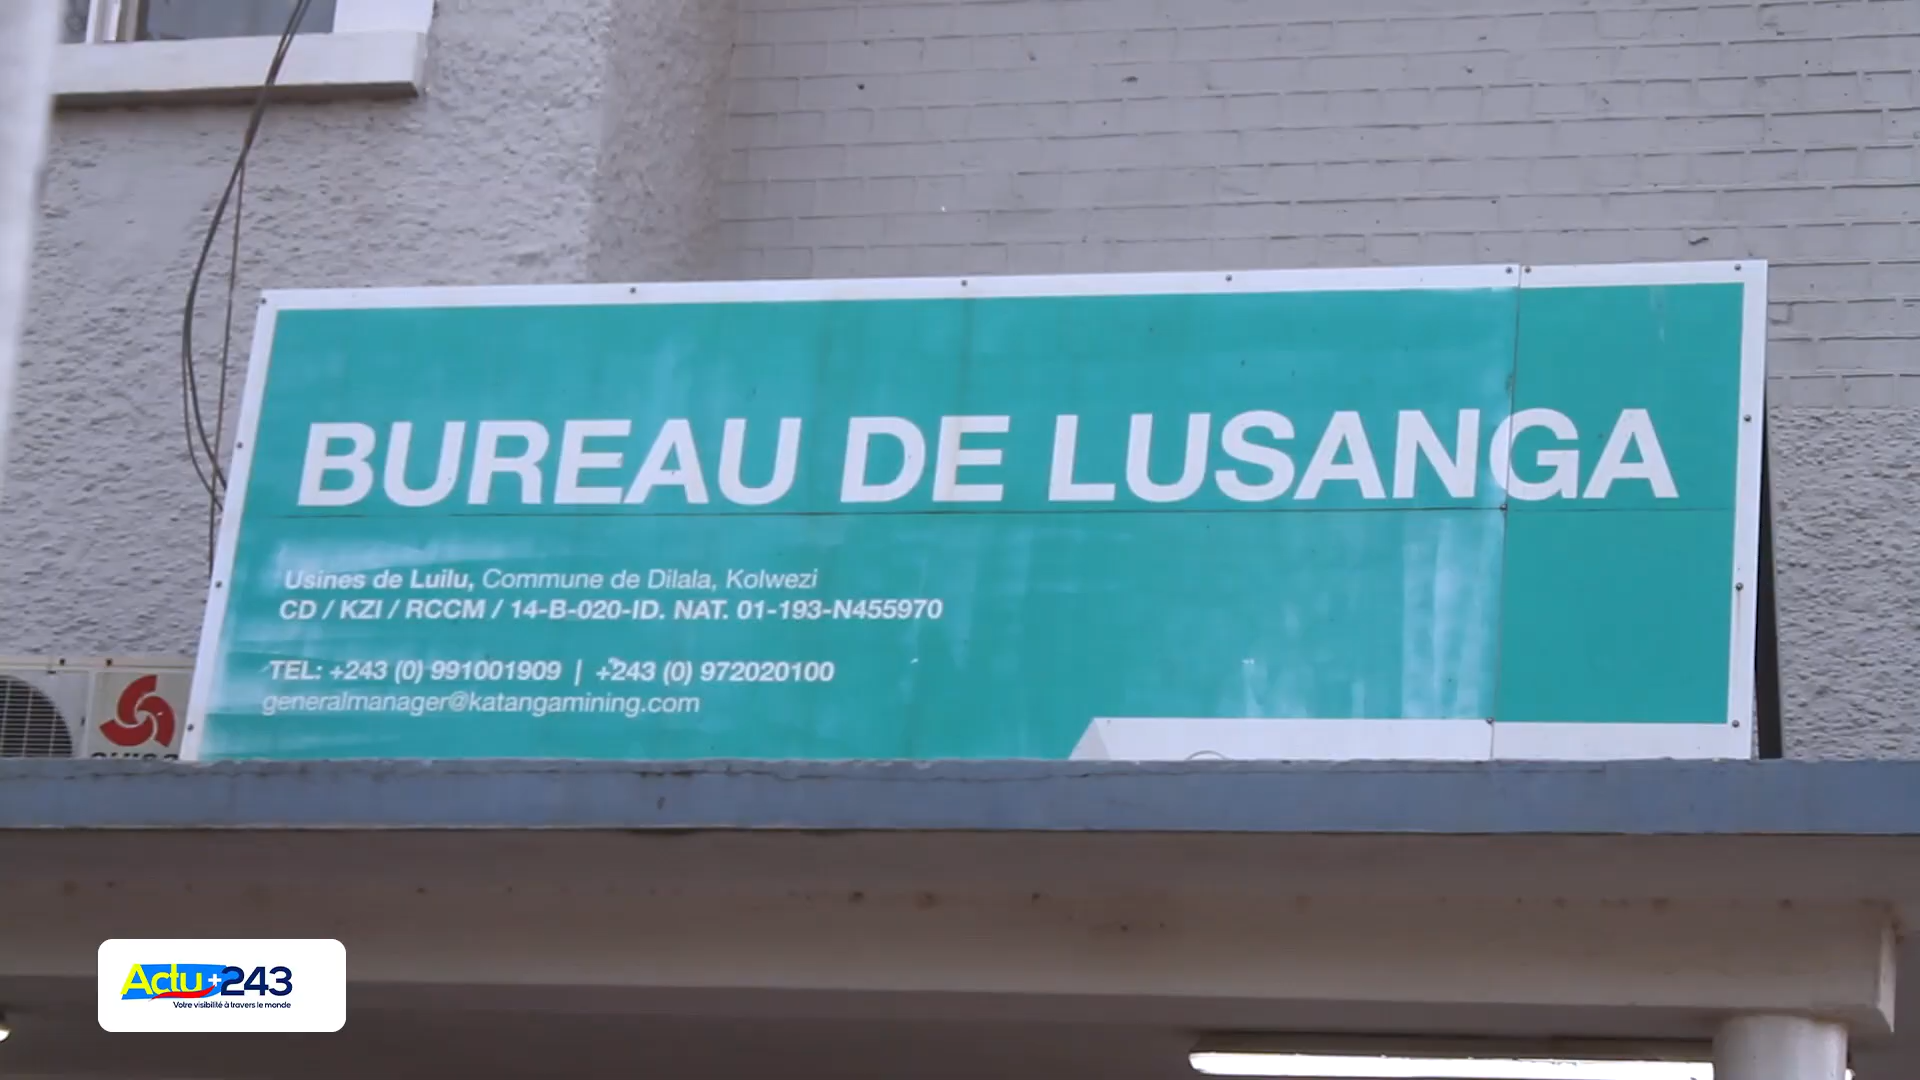 BUREAU DE LUSANGA
Usines de Luilu, Commune de Dilala, Kolwezi
CD / KZI / RCCM / 14-B-020-ID. NAT. 01-193-N455970
TEL: +243 (0) 991001909 | +243 (0) 972020100
generalmanager@katangamining.com
Actu+243
Votre visibilité à travers le monde